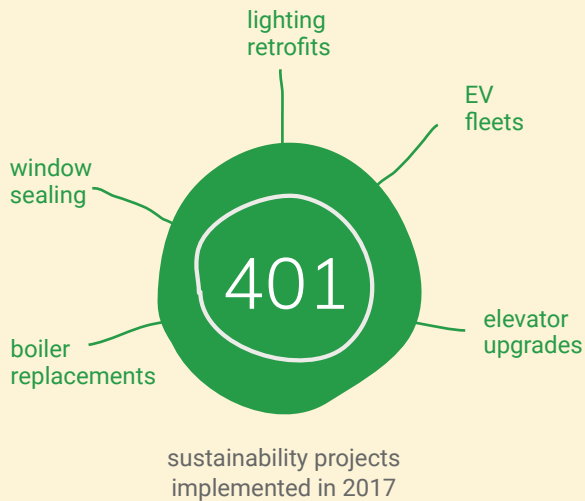 lighting
retrofits
EV
fleets
window
sealing
401
elevator
upgrades
boiler
replacements
sustainability projects
implemented in 2017